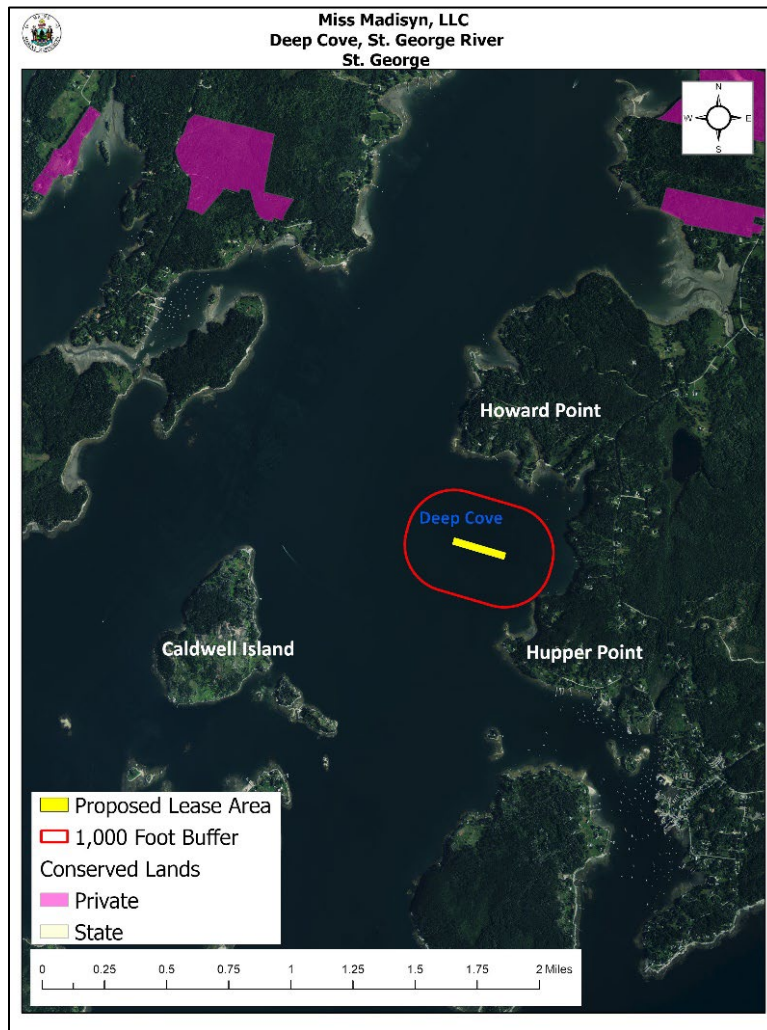 Miss Madisyn, LLC
Deep Cove, St. George River
St. George
N
W E
S
Howard Point
Deep Cove
Caldwell Island
Hupper Point
Proposed Lease Area
1,000 Foot Buffer
Conserved Lands
Private
State
0 0.25 0.5 0.75 1 1.25 1.5 1.75 2 Miles